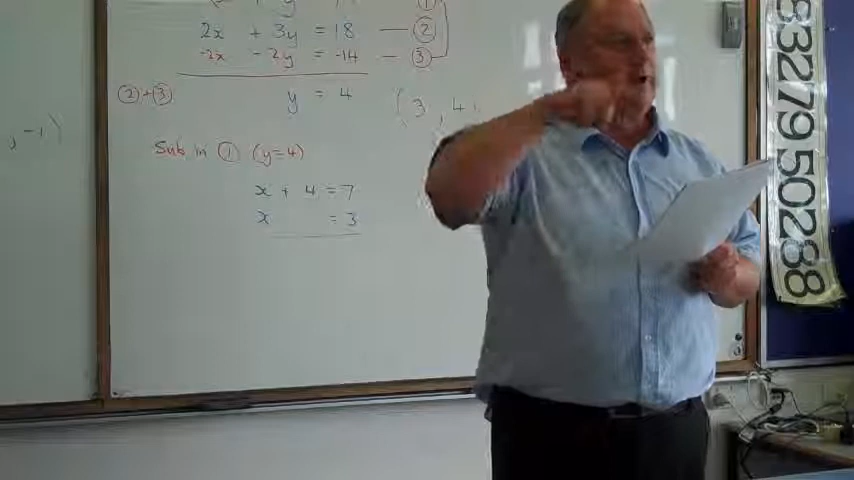 2x + 3y = 18 — ②
-2x - 2y = -14 — ③
②+③ y = 4 (3, 4
, -1)
Sub in ① (y=4)
x + 4 = 7
x = 3